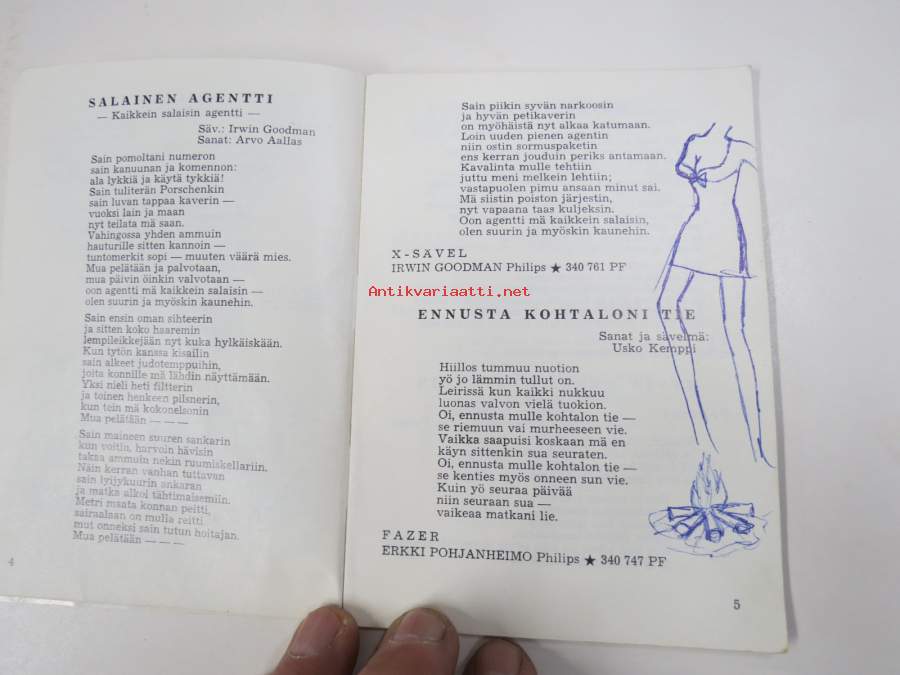 SALAINEN AGENTTI
— Kaikkein salaisin agentti —
Säv.: Irwin Goodman
Sanat: Arvo Aallas
Sain pomoltani numeron
sain kanuunan ja komennon:
ala lykkiä ja käytä tykkiä!
Sain tuliterän Porschenkin
sain luvan tappaa kaverin —
vuoksi lain ja maan
nyt teilata mä saan.
Vahingossa yhden ammuin
hauturille sitten kannoin —
tuntomerkit sopi — muuten väärä mies.
Mua pelätään ja palvotaan,
mua päivin öinkin valvotaan —
oon agentti mä kaikkein salaisin —
olen suurin ja myöskin kaunehin.
Sain ensin oman sihteerin
ja sitten koko haaremin
lempileikkejään nyt kuka hylkäiskään.
Kun tytön kanssa kisailin
sain alkeet judotemppuihin,
joita konnille mä lähdin näyttämään.
Yksi nieli heti filtterin
ja toinen henkeen pilsnerin,
kun tein mä kokonelsonin
Mua pelätään — — —
Sain maineen suuren sankarin
kun voitin, harvoin hävisin
taksa ammuin nekin ruumiskellariin.
Näin kerran vanhan tuttavan
sain lyijykuurin ankaran
ja matka alkoi tähtimaisemiin.
Metri maata konnan peitti,
sairaalaan on mulla reitti
mut onneksi sain tutun hoitajan.
Mua pelätään — — —
4
Sain piikin syvän narkoosin
ja hyvän petikaverin
on myöhäistä nyt alkaa katumaan.
Loin uuden pienen agentin
niin ostin sormuspaketin
ens kerran jouduin periks antamaan.
Kavalinta mulle tehtiin
juttu meni melkein lehtiin;
vastapuolen pimu ansaan minut sai.
Mä siistin poiston järjestin,
nyt vapaana taas kuljeksin.
Oon agentti mä kaikkein salaisin,
olen suurin ja myöskin kaunehin.
X-SÄVEL
IRWIN GOODMAN Philips ★ 340 761 PF
Antikvariaatti.net
ENNUSTA KOHTALONI TIE
Sanat ja sävelmä:
Usko Kemppi
Hiillos tummuu nuotion
yö jo lämmin tullut on.
Leirissä kun kaikki nukkuu
luonas valvon vielä tuokion.
Oi, ennusta mulle kohtalon tie —
se riemuun vai murheeseen vie.
Vaikka saapuisi koskaan mä en
käyn sittenkin sua seuraten.
Oi, ennusta mulle kohtalon tie —
se kenties myös onneen sun vie.
Kuin yö seuraa päivää
niin seuraan sua —
vaikeaa matkani lie.
FAZER
ERKKI POHJANHEIMO Philips ★ 340 747 PF
5